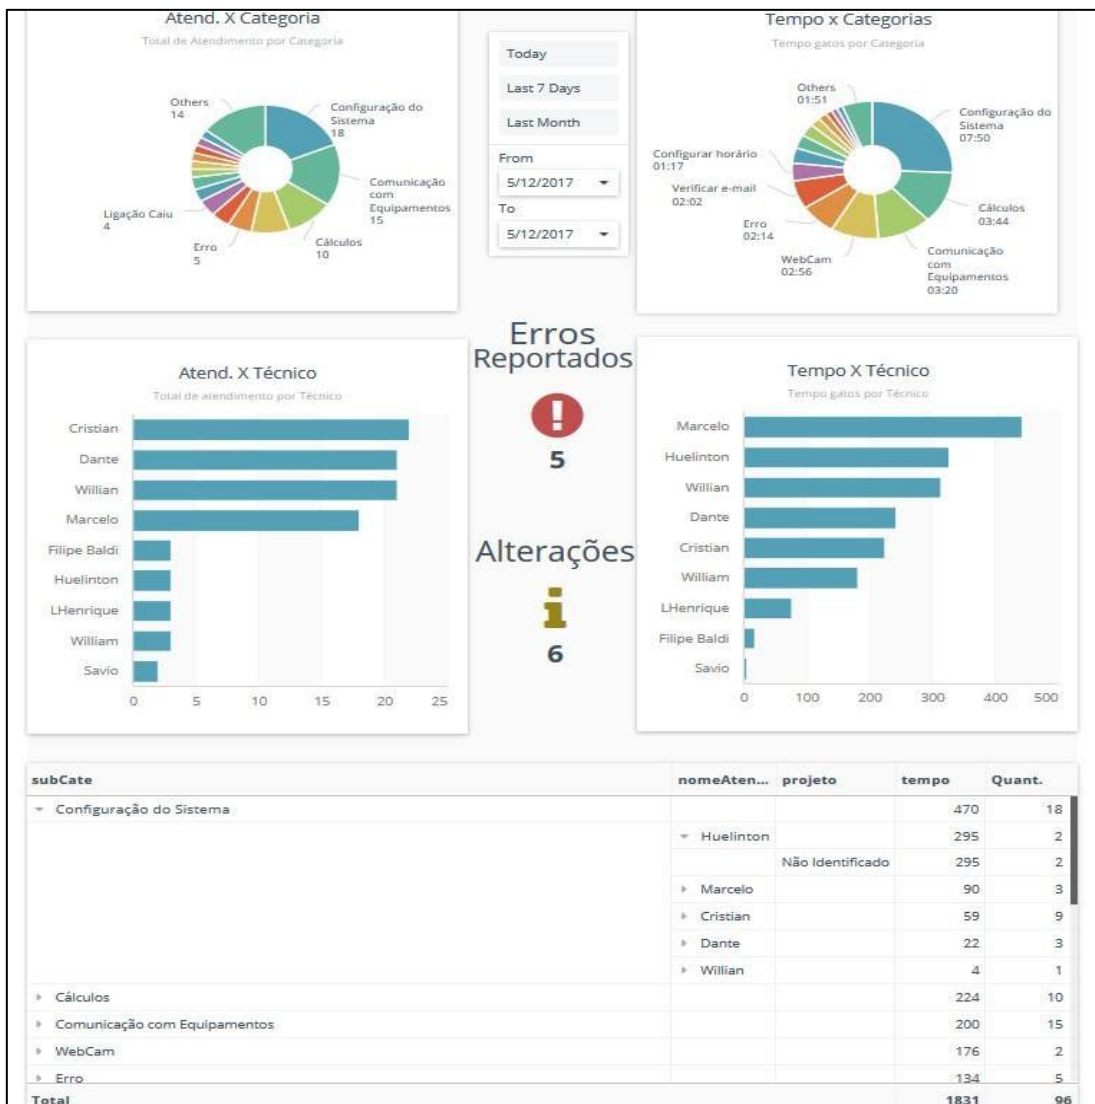 Atend. X Categoria
Total de Atendimento por Categoria
Others
14
Configuração do
Sistema
18
Comunicação
com
Equipamentos
15
Cálculos
10
Erro
5
Ligação Caiu
4
Today
Last 7 Days
Last Month
From
5/12/2017
To
5/12/2017
Tempo x Categorias
Tempo gatos por Categoria
Others
01:51
Configuração do
Sistema
07:50
Cálculos
03:44
Comunicação
com
Equipamentos
03:20
WebCam
02:56
Erro
02:14
Verificar e-mail
02:02
Configurar horário
01:17
Atend. X Técnico
Total de atendimento por Técnico
Cristian
Dante
Willian
Marcelo
Filipe Baldi
Huelinton
LHenrique
William
Savio
0 5 10 15 20 25
Erros
Reportados
5
Alterações
6
Tempo X Técnico
Tempo gatos por Técnico
Marcelo
Huelinton
Willian
Dante
Cristian
William
LHenrique
Filipe Baldi
Savio
0 100 200 300 400 500
subCate nomeAten... projeto tempo Quant.
Configuração do Sistema 470 18
Huelinton 295 2
Não Identificado 295 2
Marcelo 90 3
Cristian 59 9
Dante 22 3
Willian 4 1
Cálculos 224 10
Comunicação com Equipamentos 200 15
WebCam 176 2
Erro 134 5
Total 1831 96